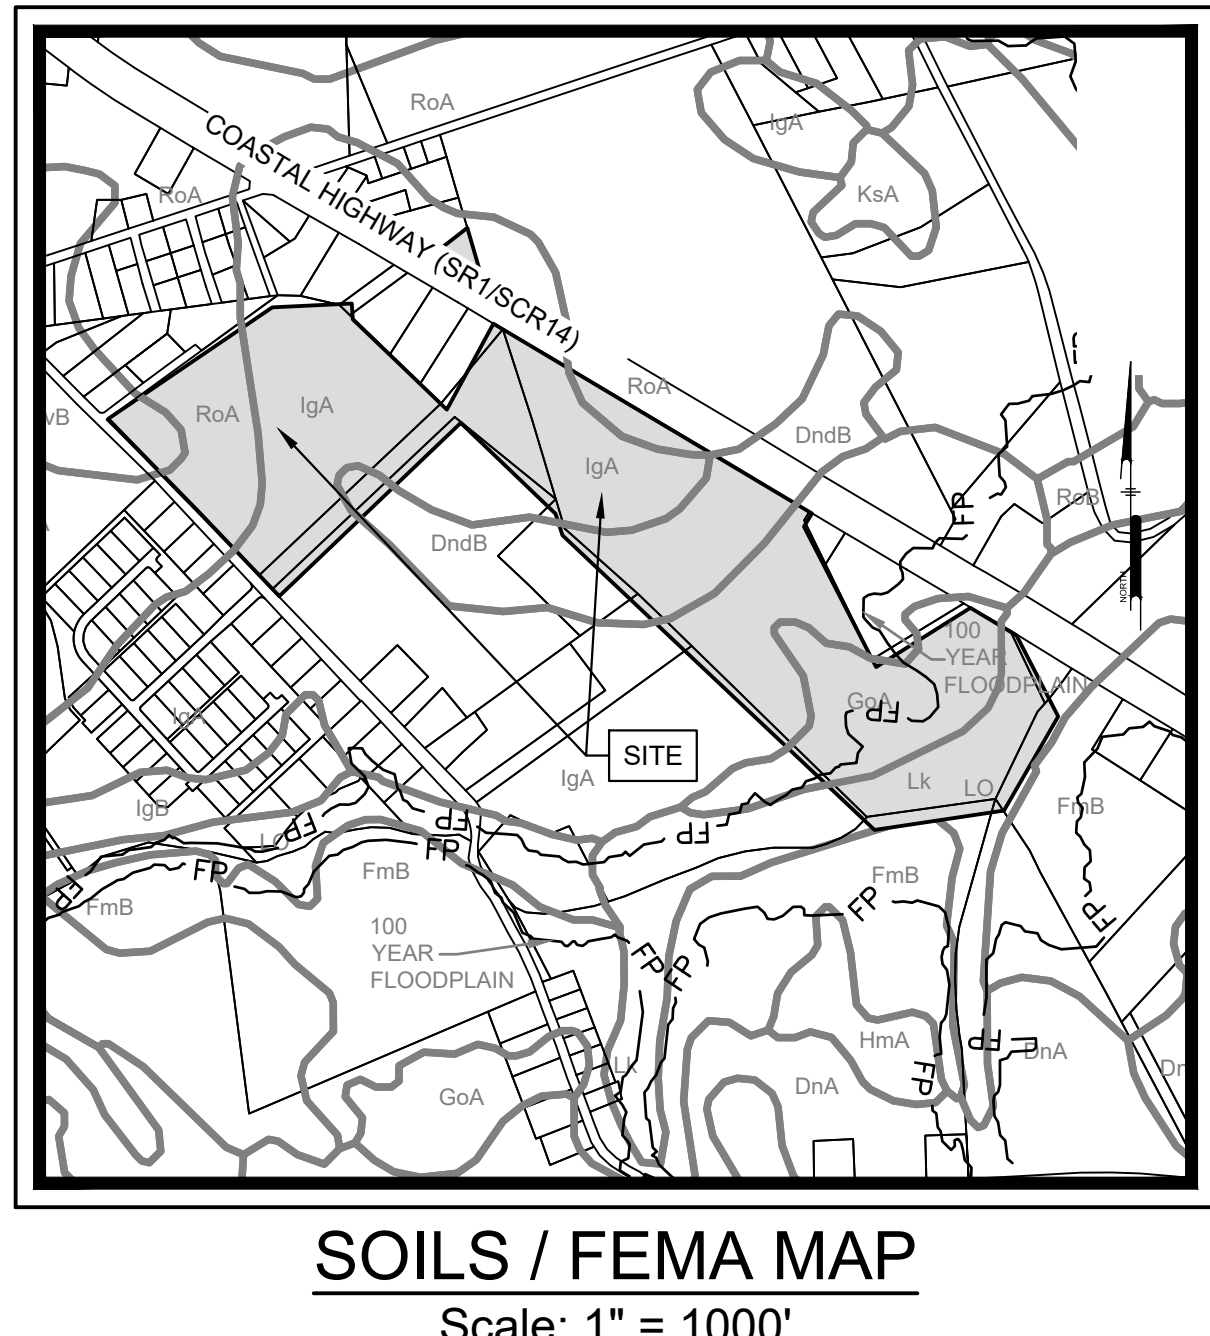 RoA
IgA
COASTAL HIGHWAY (SR1/SCR14)
RoA
KsA
RoA
vB
RoA
IgA
DndB
IgA
RoB
FP
DndB
NORTH
100
YEAR
FLOODPLAIN
GoA
FP
IgA
SITE
IgA
Lk
LO
IgB
FmB
LO
FP
FP
FP
FP
FmB
FmB
FP
FP
FmB
FP
FP
100
YEAR
FLOODPLAIN
FP
FP
HmA
FP
DnA
Lk
FP
DnA
GoA
Dn
SOILS / FEMA MAP
Scale: 1" = 1000'